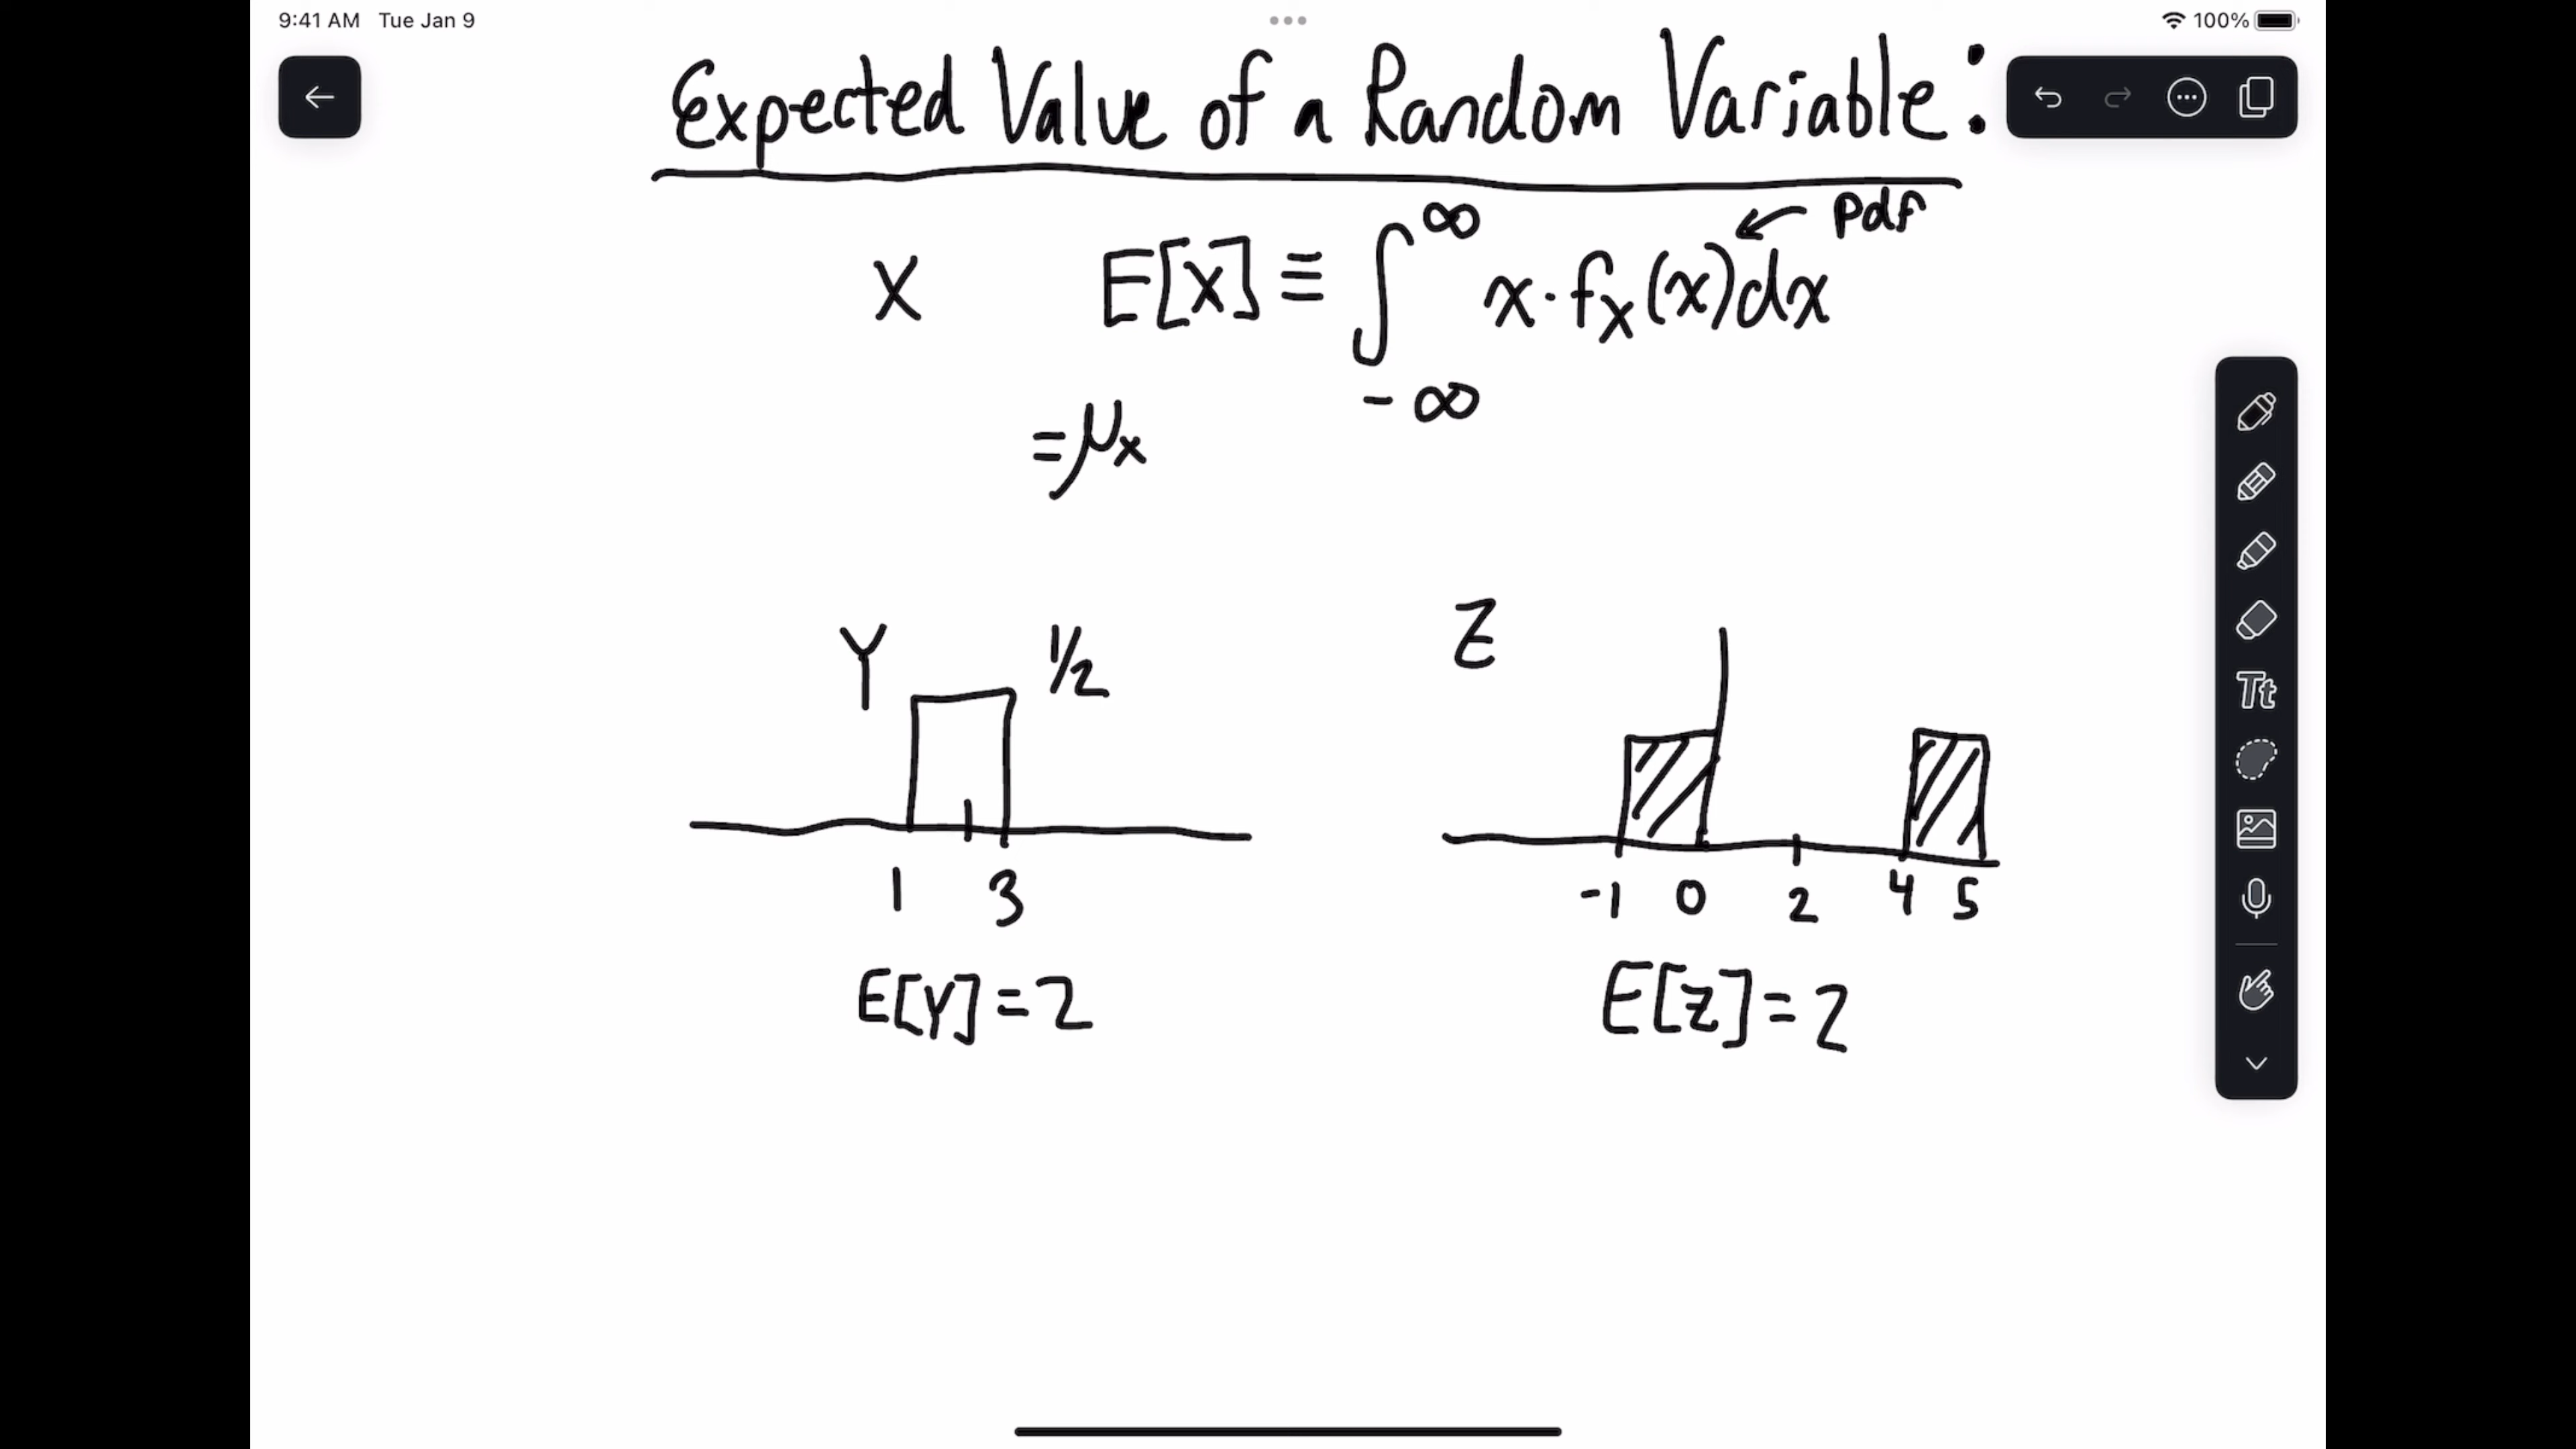 9:41 AM Tue Jan 9 100%
Expected Value of a Random Variable:
pdf
X E[X] ≡ ∫_{-∞}^{∞} x·f_X(x)dx
=μ_X
Y 1/2 Z
1 3 -1 0 2 4 5
E[Y]=2 E[Z]=2
Tt